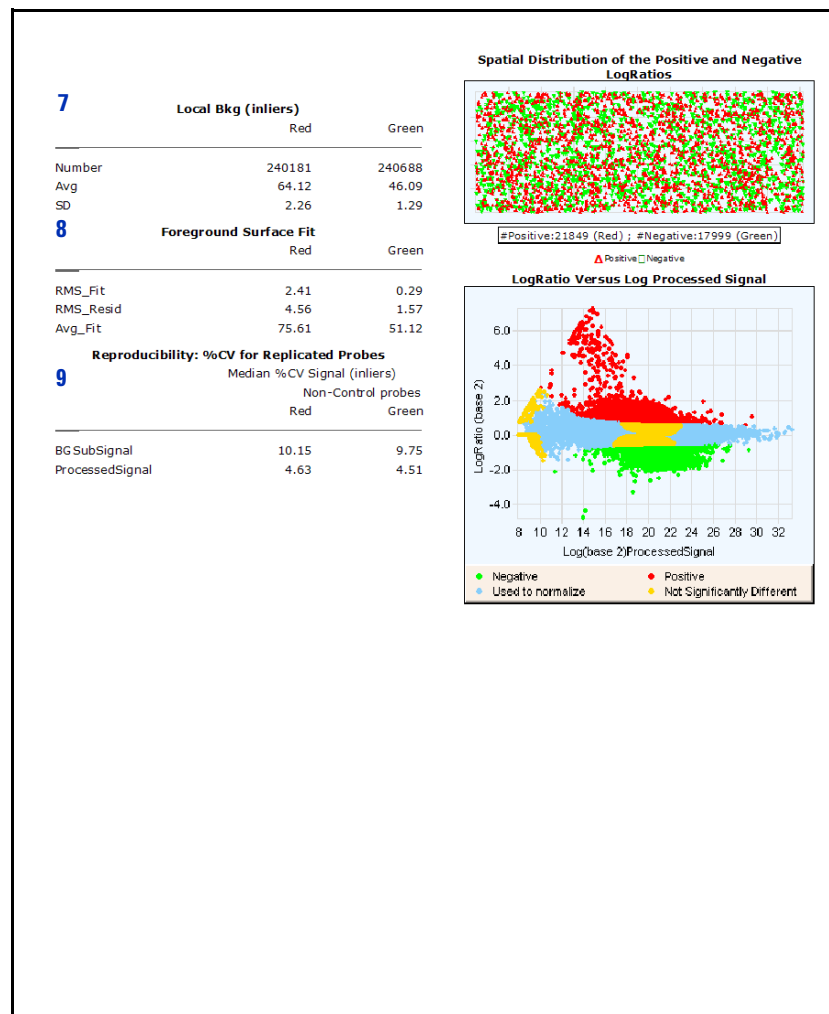 7
Local Bkg (inliers)
Red Green
Number 240181 240688
Avg 64.12 46.09
SD 2.26 1.29
8
Foreground Surface Fit
Red Green
RMS_Fit 2.41 0.29
RMS_Resid 4.56 1.57
Avg_Fit 75.61 51.12
Reproducibility: %CV for Replicated Probes
9
Median %CV Signal (inliers)
Non-Control probes
Red Green
BGSubSignal 10.15 9.75
ProcessedSignal 4.63 4.51
Spatial Distribution of the Positive and Negative
LogRatios
#Positive:21849 (Red) ; #Negative:17999 (Green)
Positive Negative
LogRatio Versus Log Processed Signal
LogRatio (base 2)
6.0
4.0
2.0
0.0
-2.0
-4.0
8 10 12 14 16 18 20 22 24 26 28 30 32
Log(base 2)ProcessedSignal
Negative Positive
Used to normalize Not Significantly Different